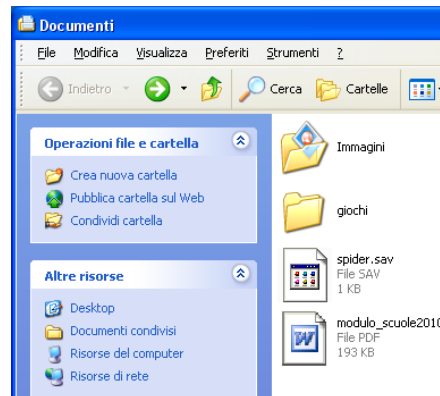 Documenti
File Modifica Visualizza Preferiti Strumenti ?
Indietro Cerca Cartelle
Operazioni file e cartella
Crea nuova cartella
Pubblica cartella sul Web
Condividi cartella
Altre risorse
Desktop
Documenti condivisi
Risorse del computer
Risorse di rete
Immagini
giochi
spider.sav
File SAV
1 KB
modulo_scuole2010
File PDF
193 KB